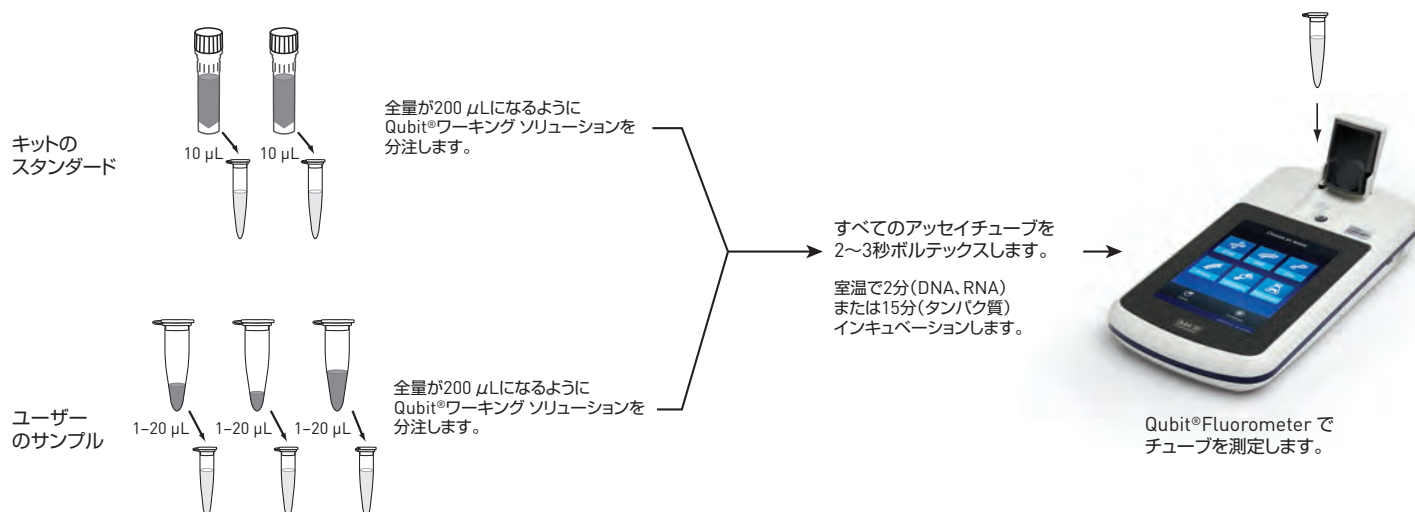 キットの
スタンダード
10 µL
10 µL
全量が200 µLになるように
Qubit®ワーキング ソリューションを
分注します。
ユーザー
のサンプル
1–20 µL
1–20 µL
1–20 µL
全量が200 µLになるように
Qubit®ワーキング ソリューションを
分注します。
すべてのアッセイチューブを
2〜3秒ボルテックスします。
室温で2分(DNA、RNA)
または15分(タンパク質)
インキュベーションします。
Qubit®Fluorometer で
チューブを測定します。